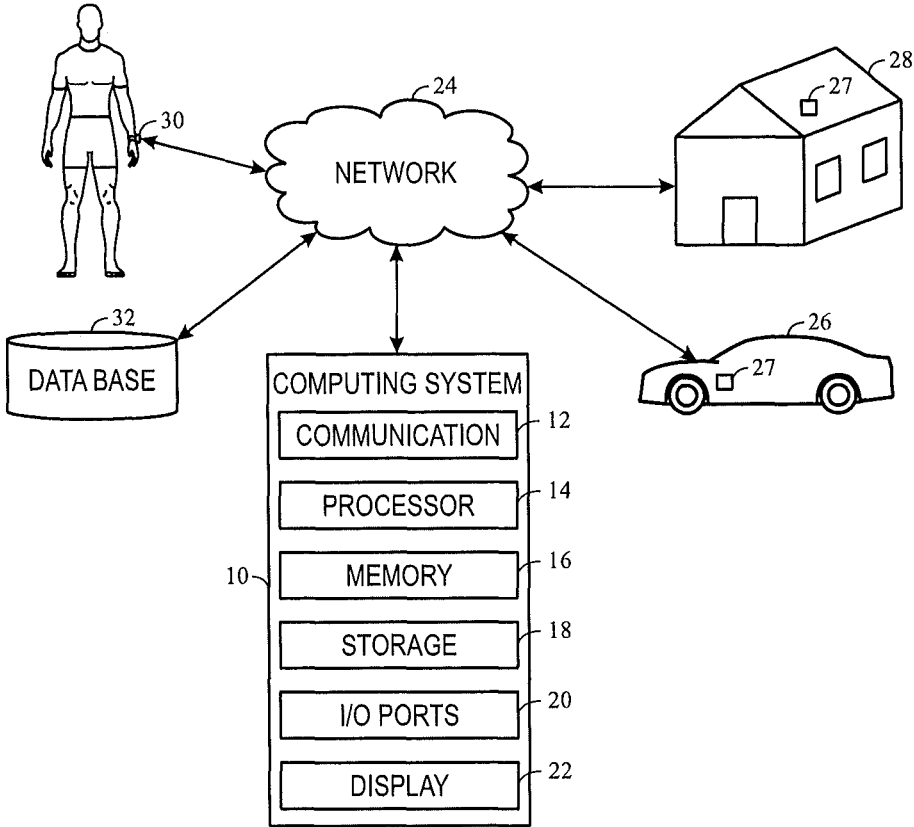 24
28
27
30
NETWORK
32
26
DATA BASE
27
COMPUTING SYSTEM
COMMUNICATION
12
PROCESSOR
14
10
MEMORY
16
STORAGE
18
I/O PORTS
20
DISPLAY
22